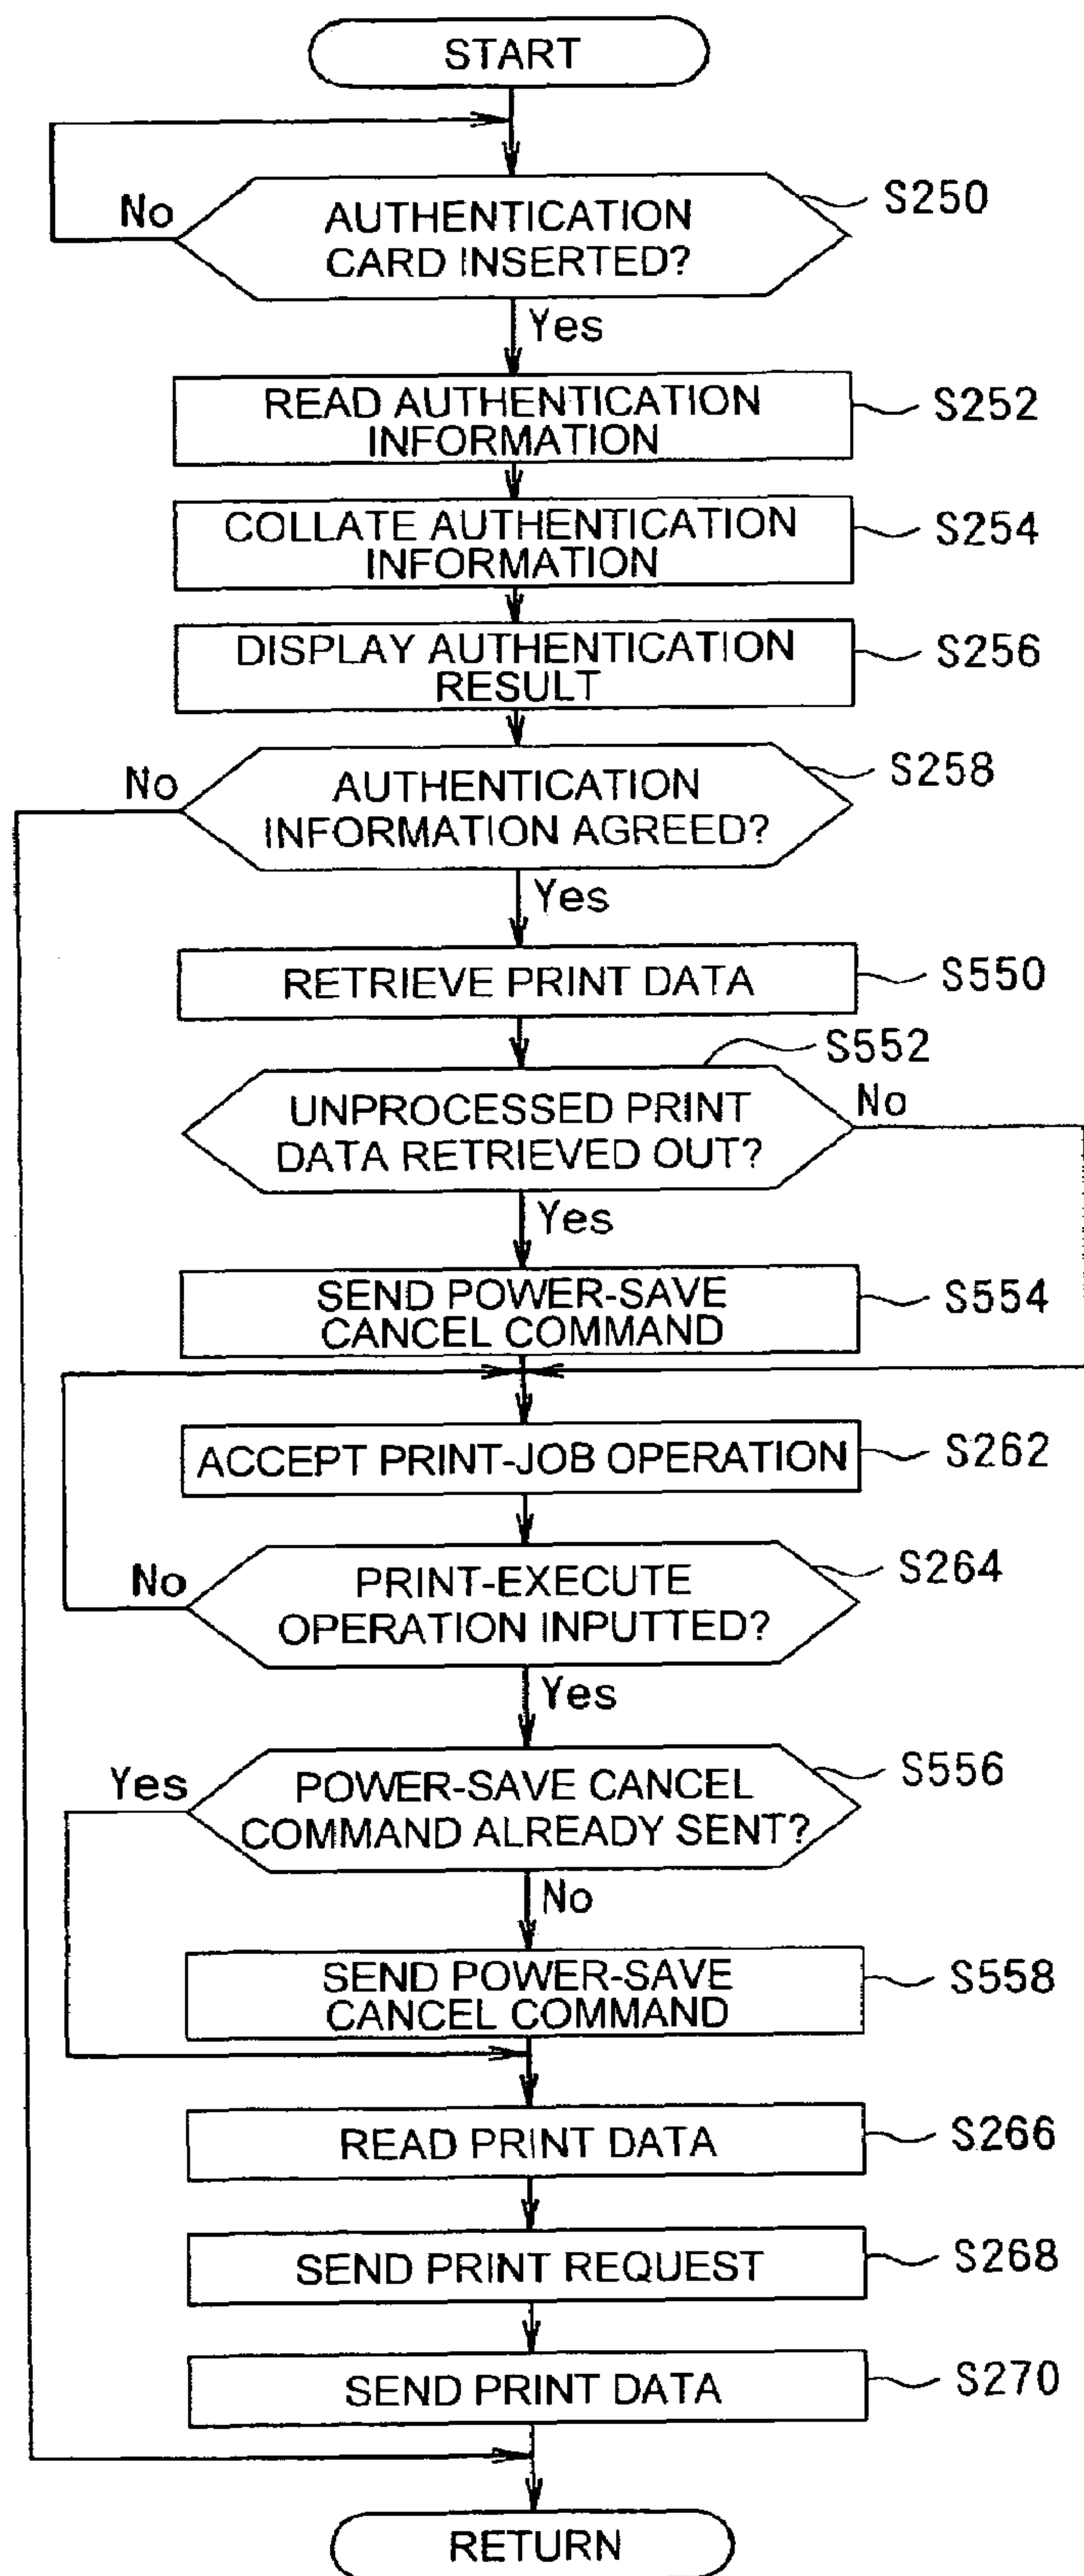 START
No
AUTHENTICATION
CARD INSERTED?
S250
Yes
READ AUTHENTICATION
INFORMATION
S252
COLLATE AUTHENTICATION
INFORMATION
S254
DISPLAY AUTHENTICATION
RESULT
S256
No
AUTHENTICATION
INFORMATION AGREED?
S258
Yes
RETRIEVE PRINT DATA
S550
S552
UNPROCESSED PRINT
DATA RETRIEVED OUT?
No
Yes
SEND POWER-SAVE
CANCEL COMMAND
S554
ACCEPT PRINT-JOB OPERATION
S262
No
PRINT-EXECUTE
OPERATION INPUTTED?
S264
Yes
Yes
POWER-SAVE CANCEL
COMMAND ALREADY SENT?
S556
No
SEND POWER-SAVE
CANCEL COMMAND
S558
READ PRINT DATA
S266
SEND PRINT REQUEST
S268
SEND PRINT DATA
S270
RETURN